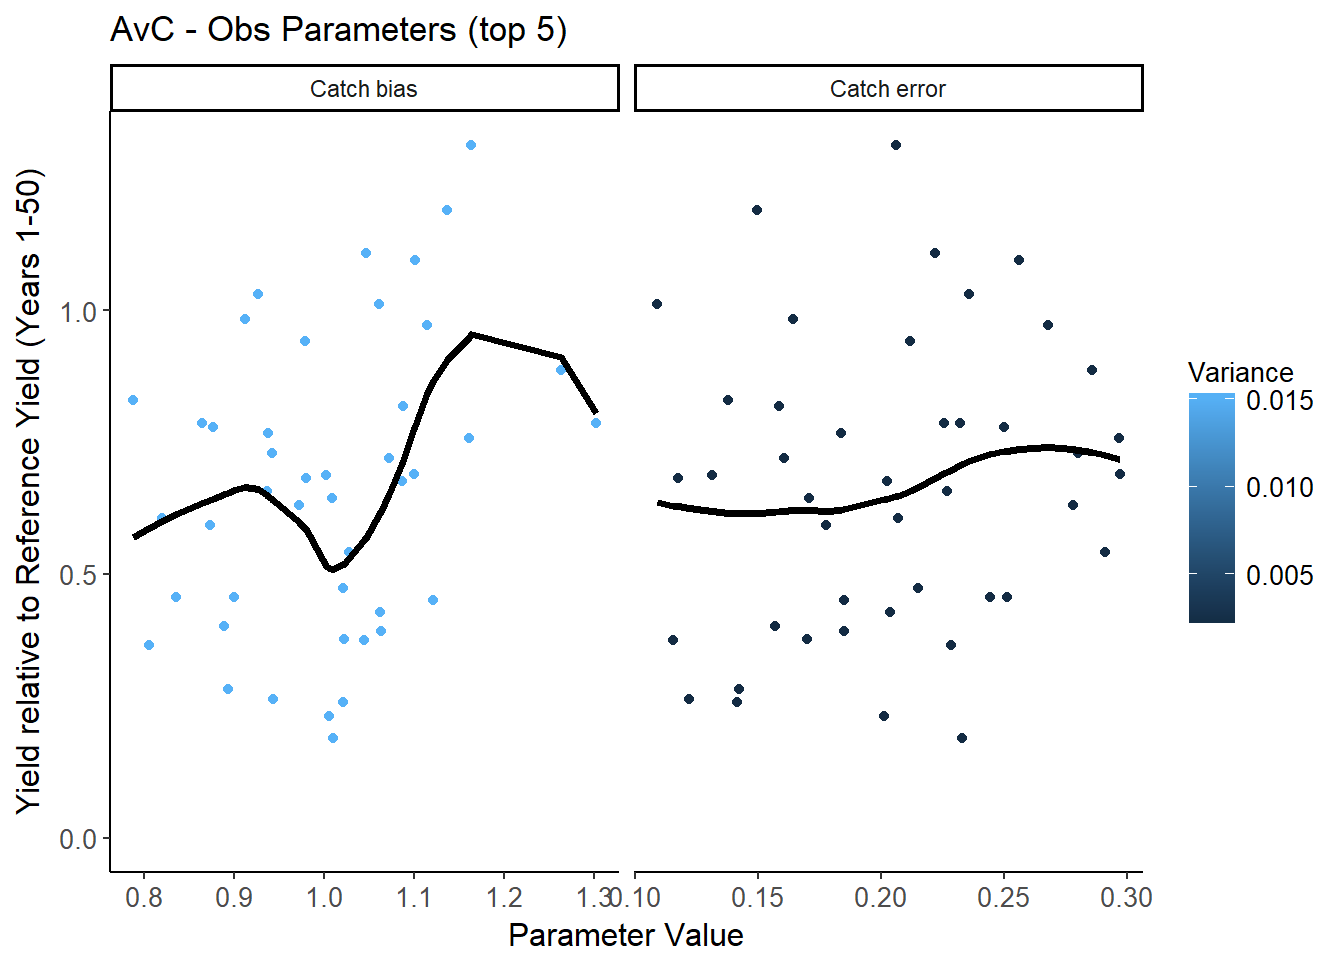 AvC - Obs Parameters (top 5)
Catch bias
Catch error
Yield relative to Reference Yield (Years 1-50)
1.0
0.5
0.0
0.8 0.9 1.0 1.1 1.2 1.3
0.10 0.15 0.20 0.25 0.30
Parameter Value
Variance
0.015
0.010
0.005